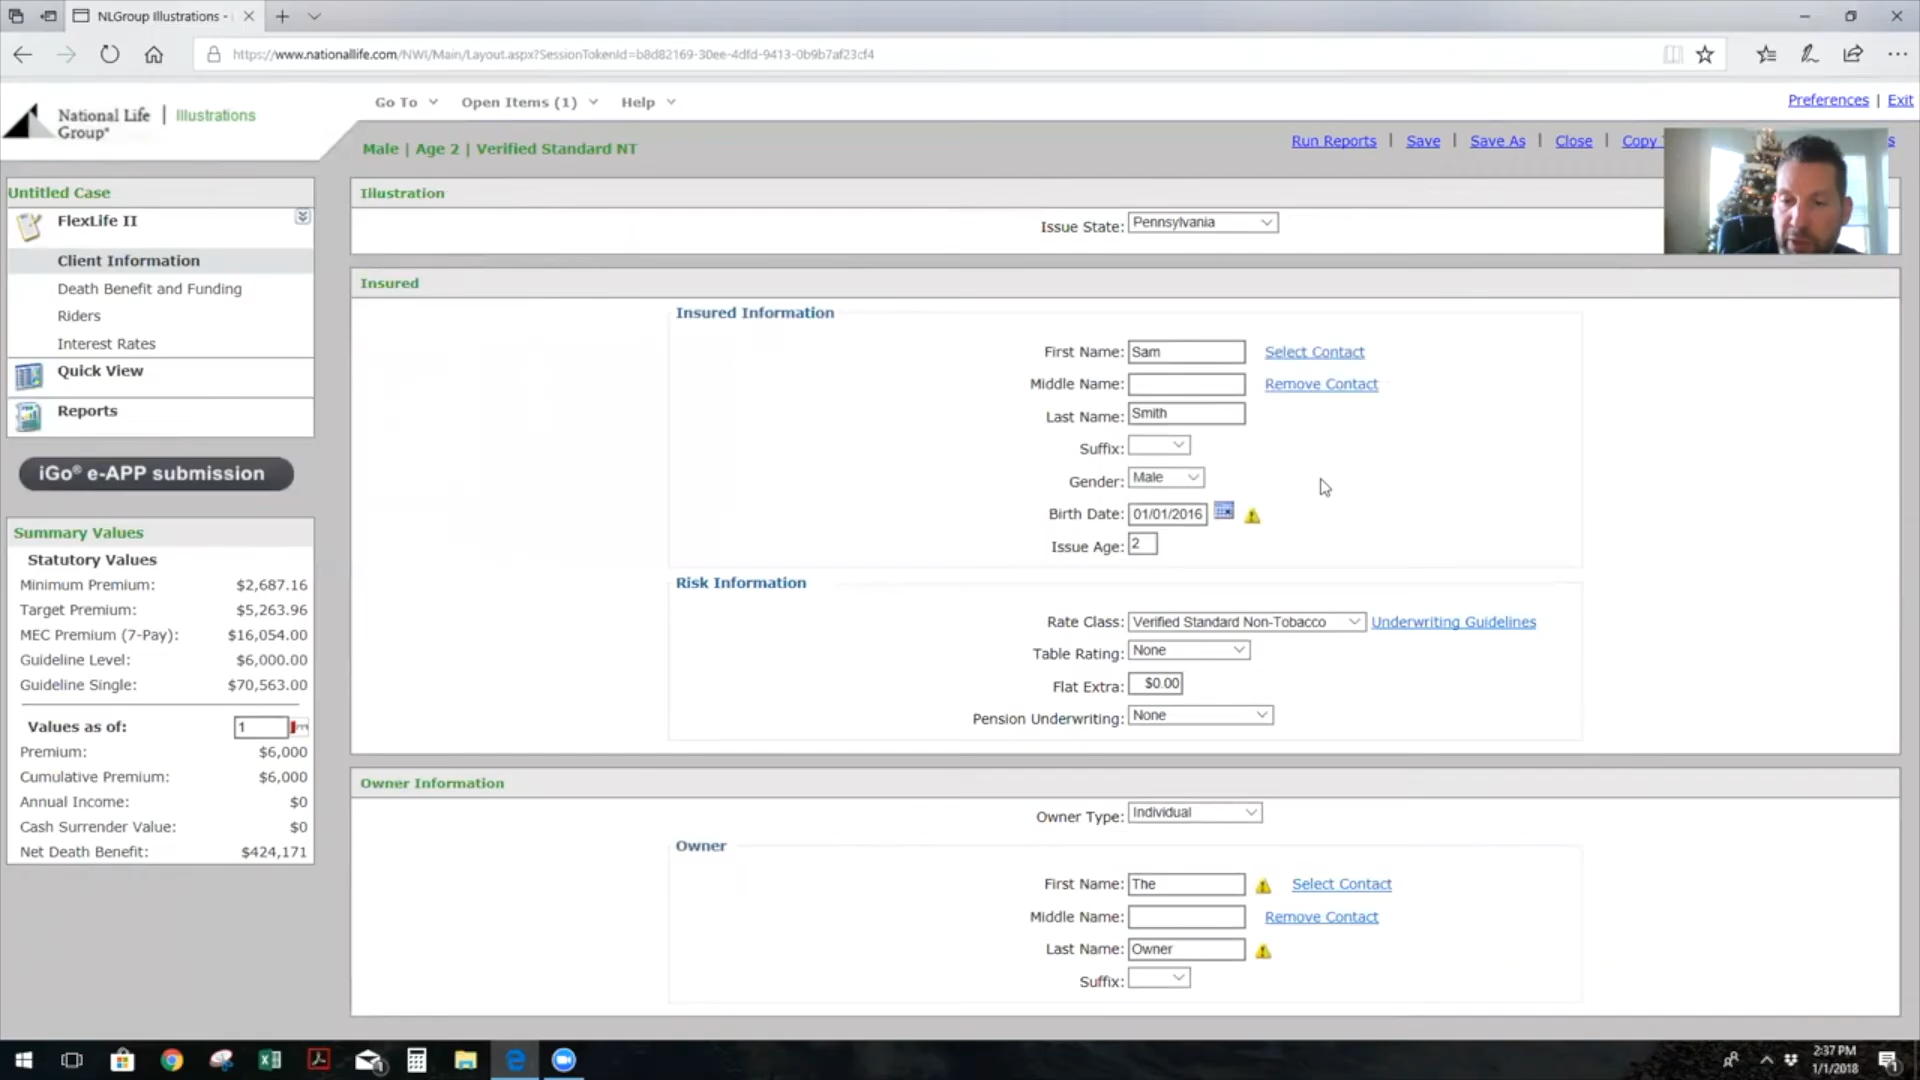 NLGroup Illustrations -
https://www.nationallife.com/NWI/Main/Layout.aspx?SessionTokenId=b8d82169-30ee-4dfd-9413-0b9b7af23cf4
National Life Group® | Illustrations
Go To Open Items (1) Help
Preferences | Exit
Male | Age 2 | Verified Standard NT
Run Reports | Save | Save As | Close | Copy
Untitled Case
FlexLife II
Client Information
Death Benefit and Funding
Riders
Interest Rates
Quick View
Reports
iGo® e-APP submission
Summary Values
Statutory Values
Minimum Premium: $2,687.16
Target Premium: $5,263.96
MEC Premium (7-Pay): $16,054.00
Guideline Level: $6,000.00
Guideline Single: $70,563.00
Values as of: 1
Premium: $6,000
Cumulative Premium: $6,000
Annual Income: $0
Cash Surrender Value: $0
Net Death Benefit: $424,171
Illustration
Issue State: Pennsylvania
Insured
Insured Information
First Name: Sam Select Contact
Middle Name: Remove Contact
Last Name: Smith
Suffix:
Gender: Male
Birth Date: 01/01/2016
Issue Age: 2
Risk Information
Rate Class: Verified Standard Non-Tobacco Underwriting Guidelines
Table Rating: None
Flat Extra: $0.00
Pension Underwriting: None
Owner Information
Owner Type: Individual
Owner
First Name: The Select Contact
Middle Name: Remove Contact
Last Name: Owner
Suffix:
2:37 PM
1/1/2018